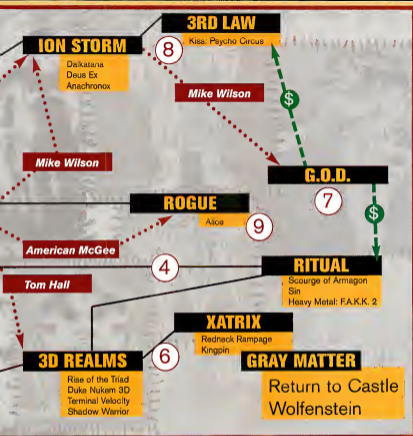 3RD LAW
Kiss: Psycho Circus
ION STORM
8
Daikatana
Deus Ex
Anachronox
Mike Wilson
$
Mike Wilson
G.O.D.
7
ROGUE
Alice
9
$
American McGee
4
RITUAL
Scourge of Armagon
Sin
Heavy Metal: F.A.K.K. 2
Tom Hall
XATRIX
Redneck Rampage
Kingpin
3D REALMS
6
GRAY MATTER
Rise of the Triad
Duke Nukem 3D
Terminal Velocity
Shadow Warrior
Return to Castle
Wolfenstein